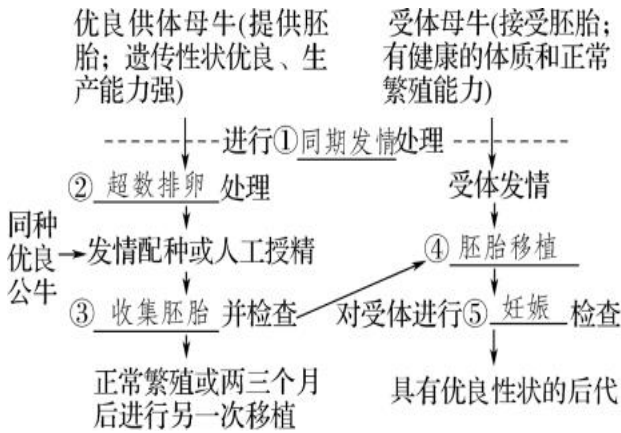 优良供体母牛(提供胚
胎；遗传性状优良、生
产能力强)
受体母牛(接受胚胎；
有健康的体质和正常
繁殖能力)
进行①同期发情处理
②超数排卵处理
受体发情
同种
优良
公牛
发情配种或人工授精
④胚胎移植
③收集胚胎并检查
对受体进行⑤妊娠检查
正常繁殖或两三个月
后进行另一次移植
具有优良性状的后代